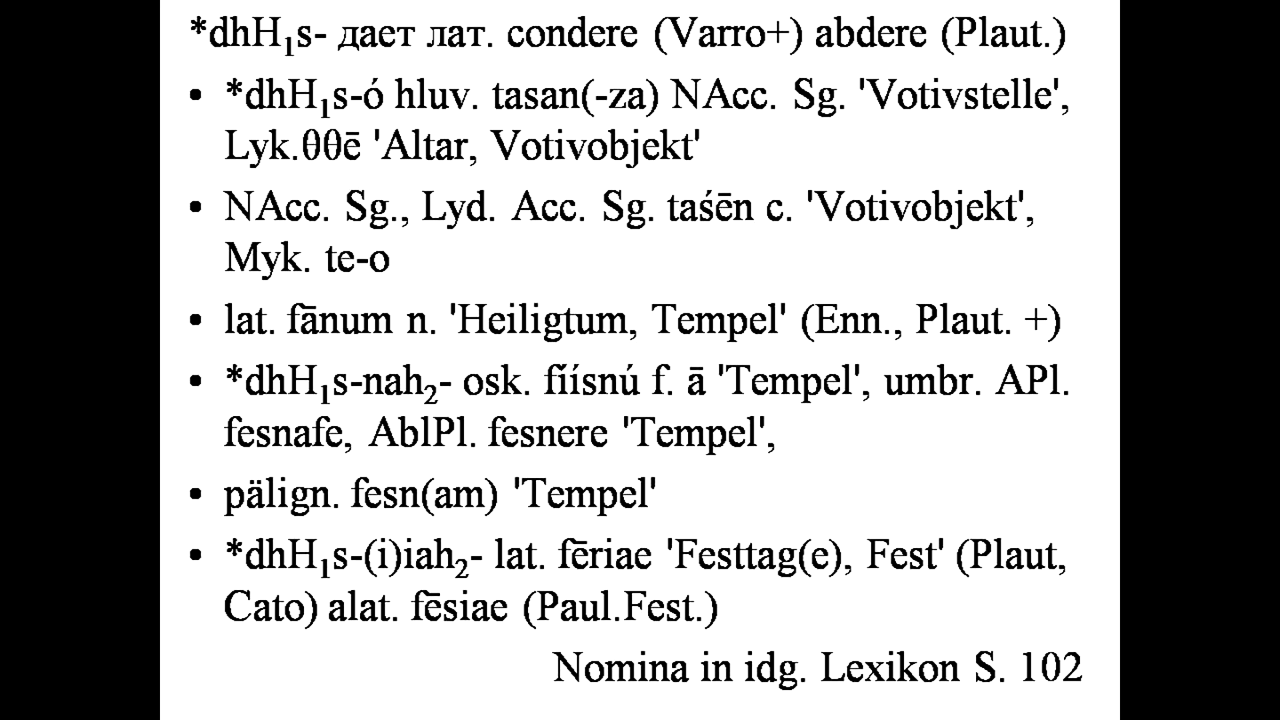 *dhH₁s- дает лат. condere (Varro+) abdere (Plaut.)
• *dhH₁s-ó hluv. tasan(-za) NAcc. Sg. 'Votivstelle',
Lyk.θθē 'Altar, Votivobjekt'
• NAcc. Sg., Lyd. Acc. Sg. taśēn c. 'Votivobjekt',
Myk. te-o
• lat. fānum n. 'Heiligtum, Tempel' (Enn., Plaut. +)
• *dhH₁s-nah₂- osk. fíísnú f. ā 'Tempel', umbr. APl.
fesnafe, AblPl. fesnere 'Tempel',
• pälign. fesn(am) 'Tempel'
• *dhH₁s-(i)iah₂- lat. fēriae 'Festtag(e), Fest' (Plaut,
Cato) alat. fēsiae (Paul.Fest.)
Nomina in idg. Lexikon S. 102